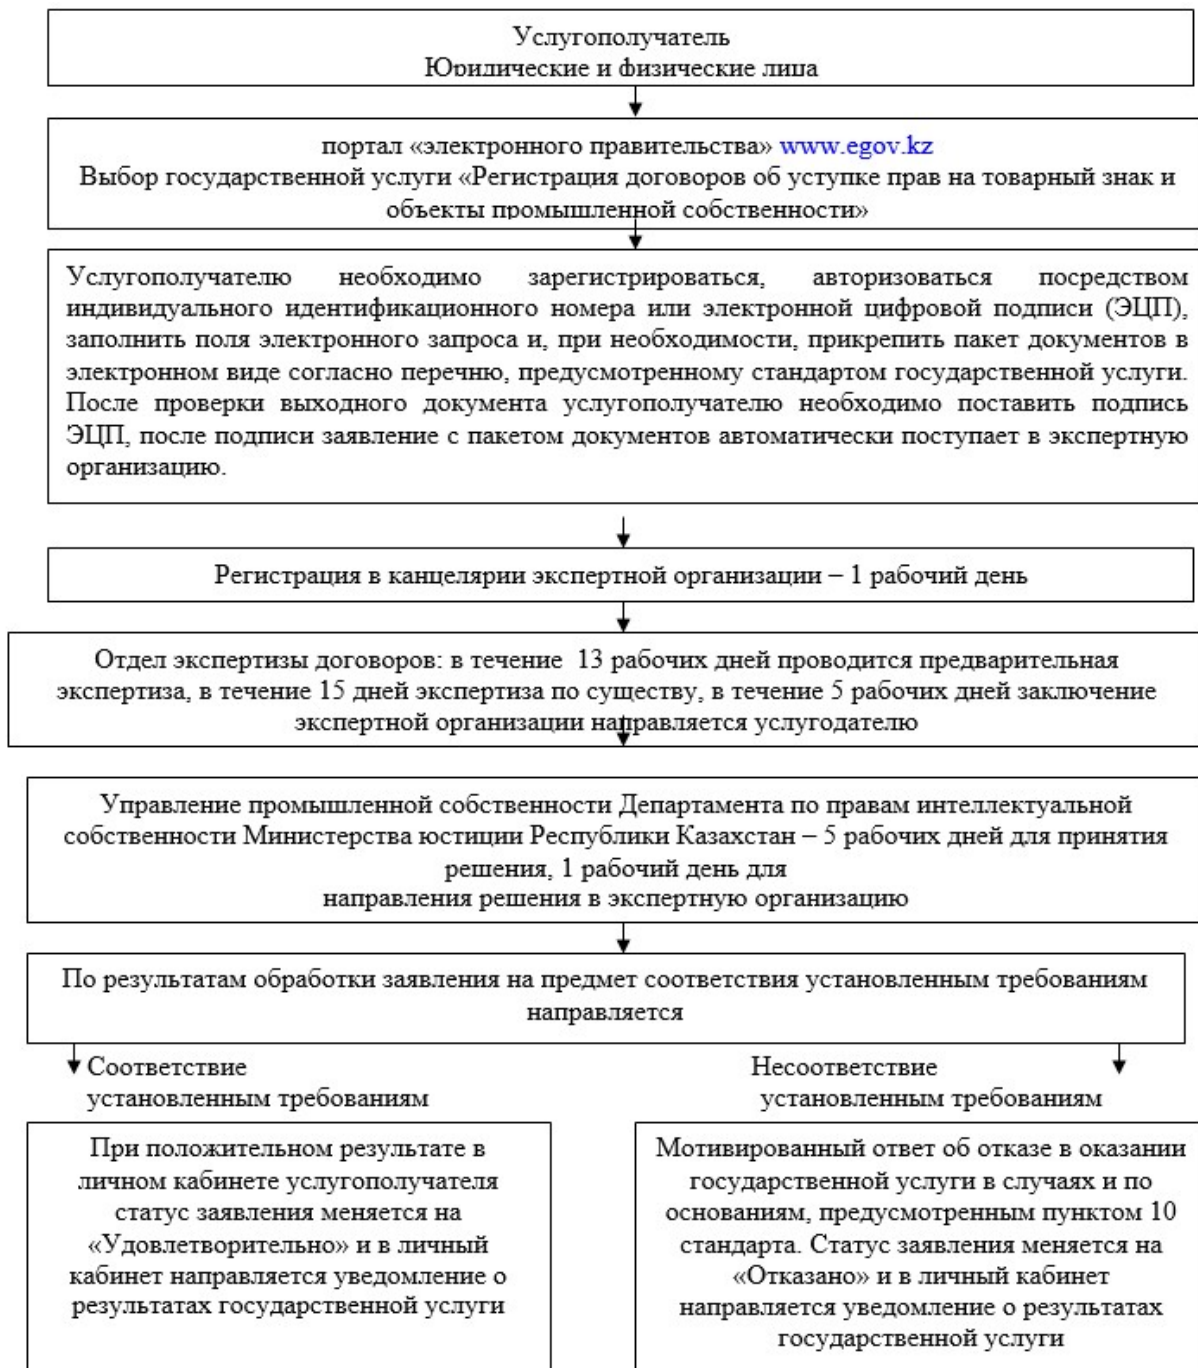 Услугополучатель
Юридические и физические лица
портал «электронного правительства» www.egov.kz
Выбор государственной услуги «Регистрация договоров об уступке прав на товарный знак и
объекты промышленной собственности»
Услугополучателю необходимо зарегистрироваться, авторизоваться посредством
индивидуального идентификационного номера или электронной цифровой подписи (ЭЦП),
заполнить поля электронного запроса и, при необходимости, прикрепить пакет документов в
электронном виде согласно перечню, предусмотренному стандартом государственной услуги.
После проверки выходного документа услугополучателю необходимо поставить подпись
ЭЦП, после подписи заявление с пакетом документов автоматически поступает в экспертную
организацию.
Регистрация в канцелярии экспертной организации – 1 рабочий день
Отдел экспертизы договоров: в течение 13 рабочих дней проводится предварительная
экспертиза, в течение 15 дней экспертиза по существу, в течение 5 рабочих дней заключение
экспертной организации направляется услугодателю
Управление промышленной собственности Департамента по правам интеллектуальной
собственности Министерства юстиции Республики Казахстан – 5 рабочих дней для принятия
решения, 1 рабочий день для
направления решения в экспертную организацию
По результатам обработки заявления на предмет соответствия установленным требованиям
направляется
Соответствие
установленным требованиям
Несоответствие
установленным требованиям
При положительном результате в
личном кабинете услугополучателя
статус заявления меняется на
«Удовлетворительно» и в личный
кабинет направляется уведомление о
результатах государственной услуги
Мотивированный ответ об отказе в оказании
государственной услуги в случаях и по
основаниям, предусмотренным пунктом 10
стандарта. Статус заявления меняется на
«Отказано» и в личный кабинет
направляется уведомление о результатах
государственной услуги